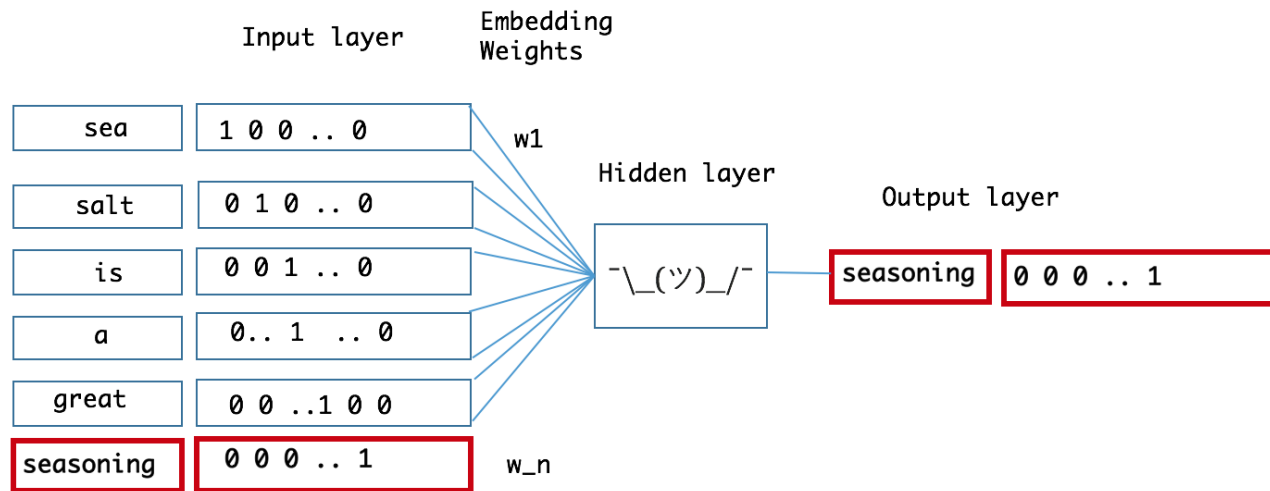 Input layer
Embedding
Weights
sea
1 0 0 .. 0
w1
salt
0 1 0 .. 0
is
0 0 1 .. 0
a
0.. 1 .. 0
great
0 0 ..1 0 0
seasoning
0 0 0 .. 1
w_n
Hidden layer
¯\_(ツ)_/¯
Output layer
seasoning
0 0 0 .. 1